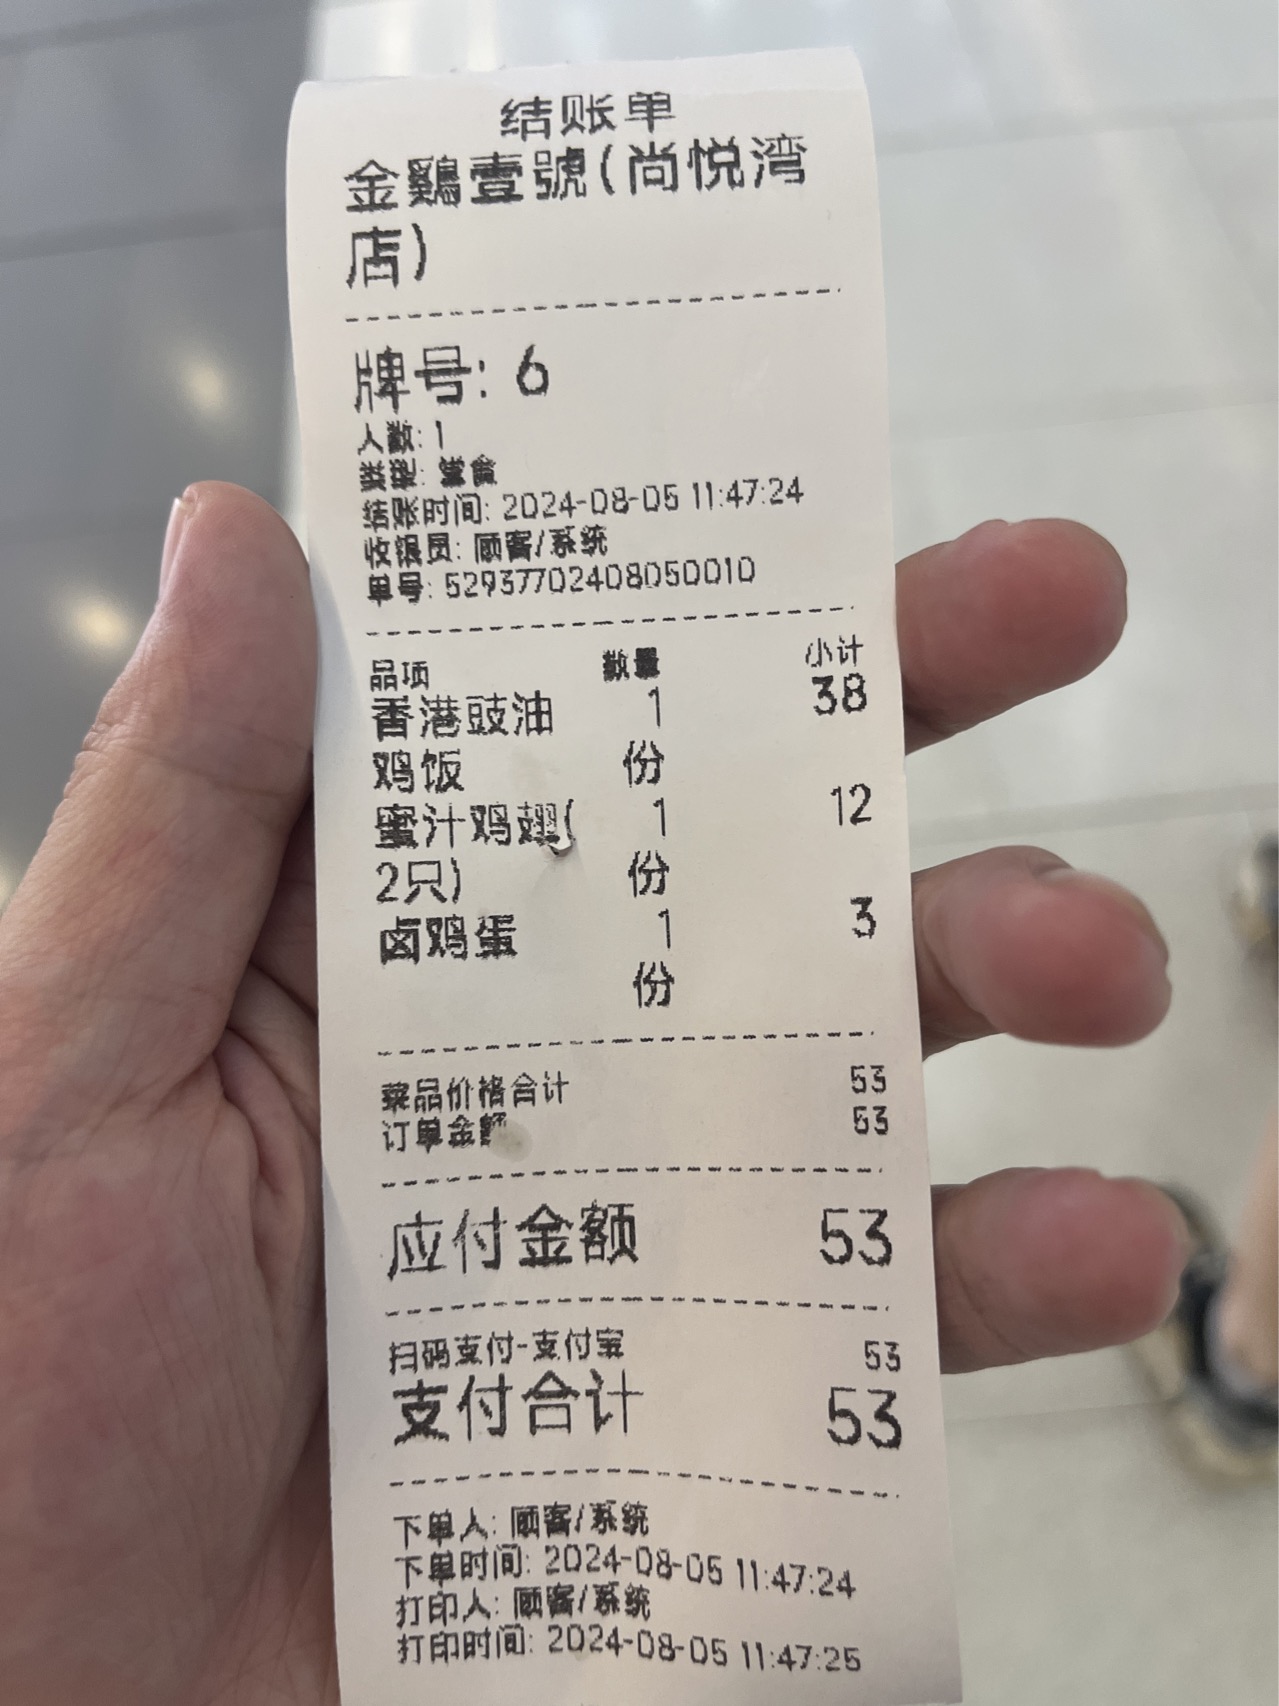 结账单
金鷄壹號(尚悦湾
店)
牌号: 6
人数: 1
类型: 堂食
结账时间: 2024-08-05 11:47:24
收银员: 顾客/系统
单号: 52937702408050010
品项 数量 小计
香港豉油 1 38
鸡饭 份
蜜汁鸡翅( 1 12
2只) 份
卤鸡蛋 1 3
份
菜品价格合计 53
订单金额 53
应付金额 53
扫码支付-支付宝 53
支付合计 53
下单人: 顾客/系统
下单时间: 2024-08-05 11:47:24
打印人: 顾客/系统
打印时间: 2024-08-05 11:47:25